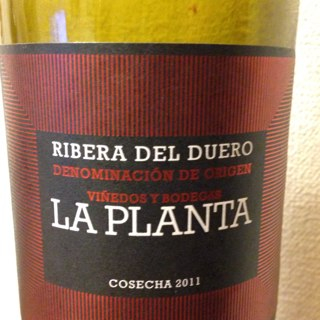 RIBERA DEL DUERO
DENOMINACIÓN DE ORIGEN
VIÑEDOS Y BODEGAS
LA PLANTA
COSECHA 2011